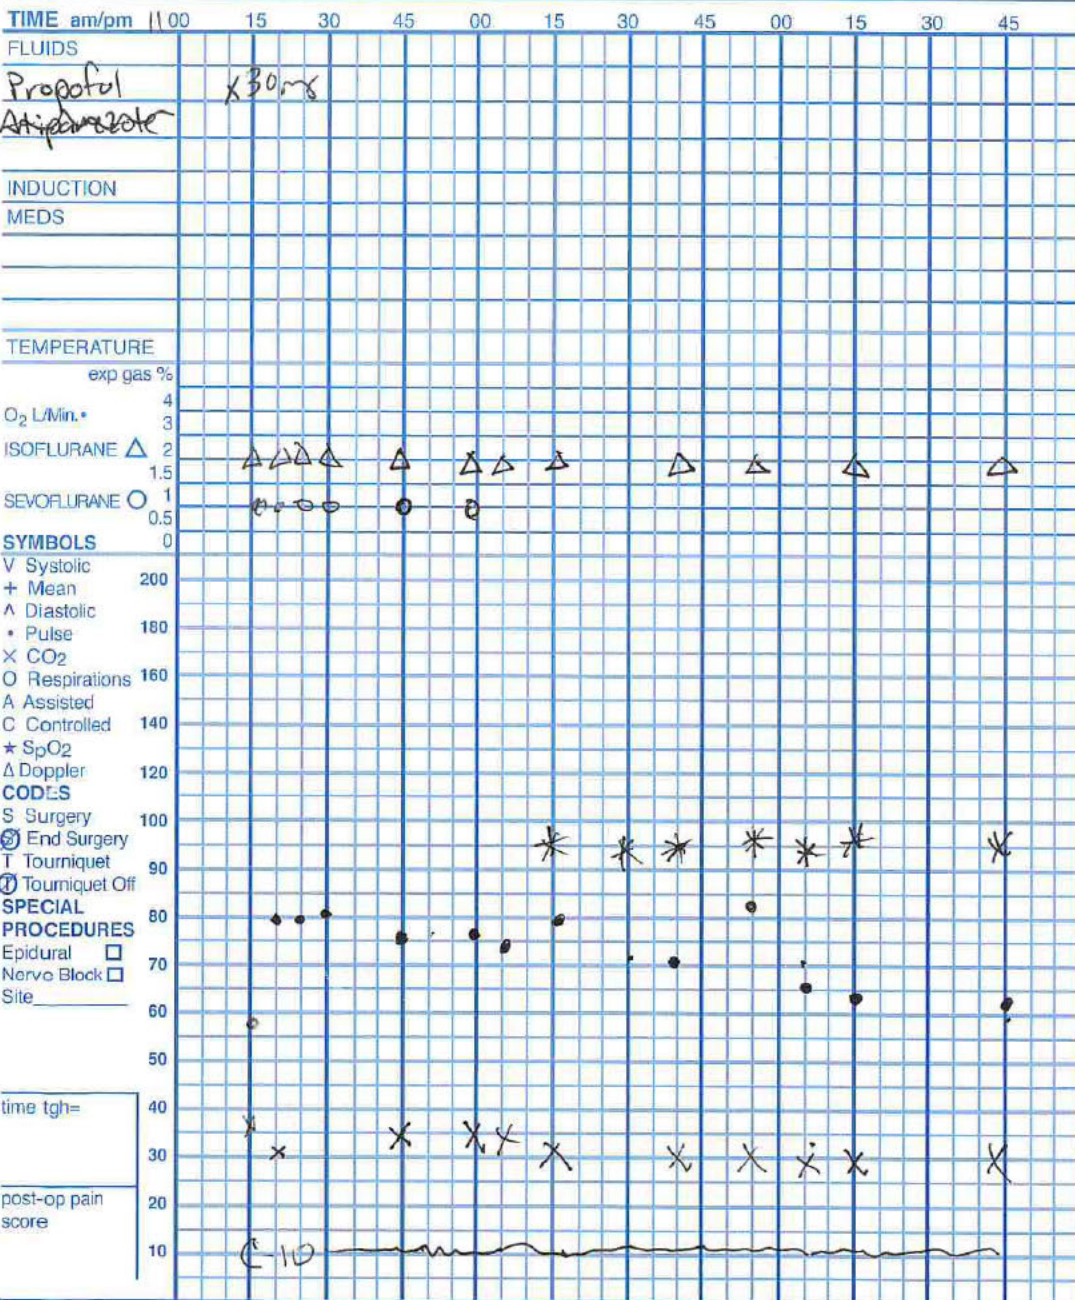 TIME am/pm 11 00 15 30 45 00 15 30 45 00 15 30 45
FLUIDS
Propoful x30mg
Atipamezole
INDUCTION
MEDS
TEMPERATURE
exp gas %
4
O₂ L/Min.•
3
ISOFLURANE △ 2
1.5
SEVOFLURANE O 1
0.5
SYMBOLS 0
V Systolic
200
+ Mean
^ Diastolic
• Pulse 180
X CO₂
O Respirations 160
A Assisted
C Controlled 140
★ SpO₂
Δ Doppler 120
CODES
S Surgery 100
Ⓢ End Surgery
T Tourniquet 90
Ⓣ Tourniquet Off
SPECIAL 80
PROCEDURES
Epidural □
Nerve Block □ 70
Site________
60
50
time tgh= 40
30
post-op pain 20
score
10 C-10